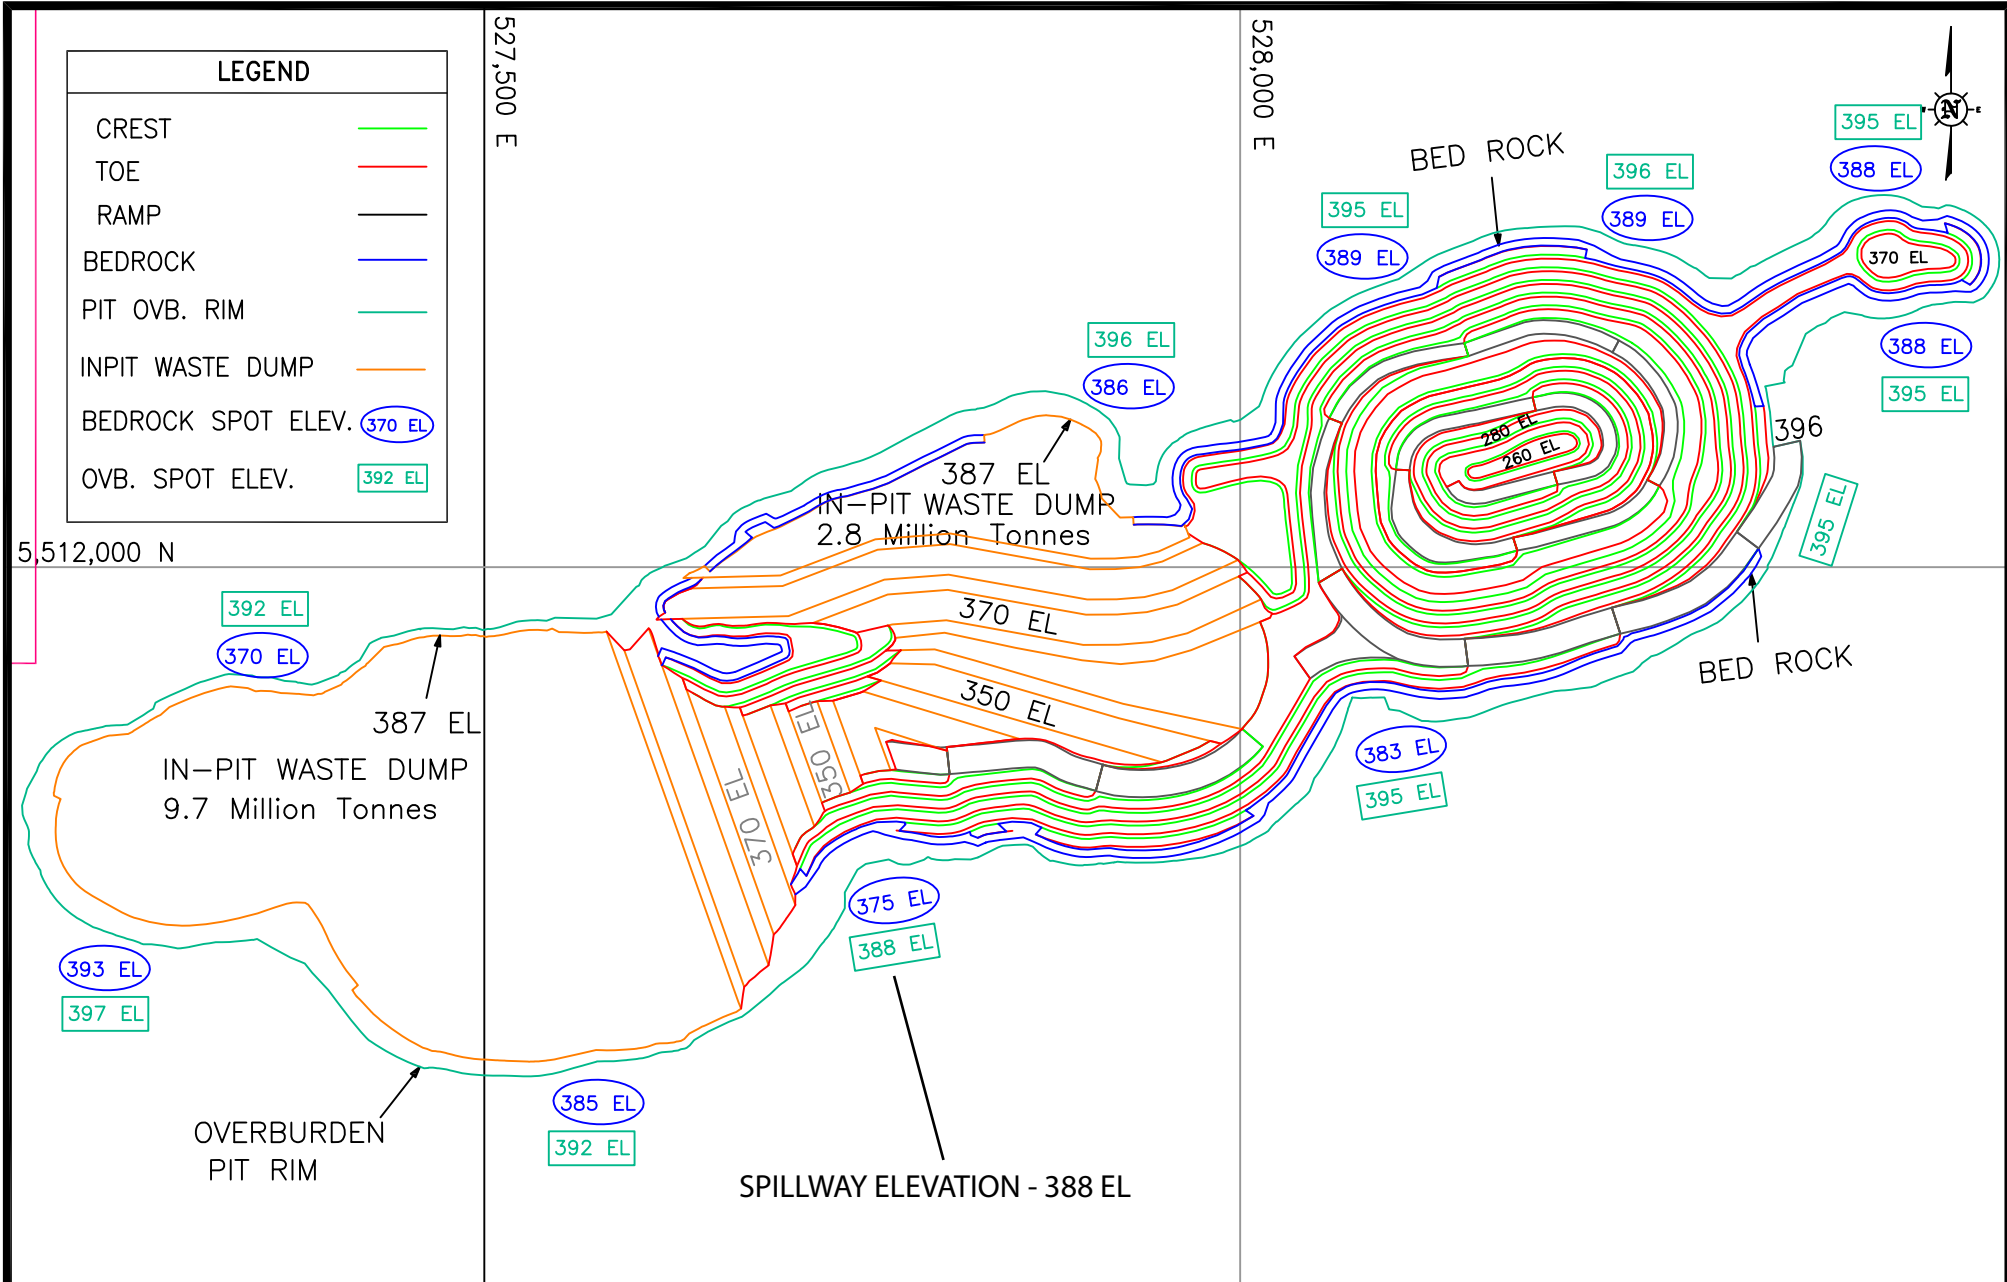 LEGEND
CREST
TOE
RAMP
BEDROCK
PIT OVB. RIM
INPIT WASTE DUMP
BEDROCK SPOT ELEV.
370 EL
OVB. SPOT ELEV.
392 EL
527,500 E
528,000 E
N
E
5,512,000 N
BED ROCK
395 EL
389 EL
396 EL
389 EL
395 EL
388 EL
370 EL
388 EL
395 EL
396 EL
386 EL
387 EL
IN-PIT WASTE DUMP
2.8 Million Tonnes
280 EL
260 EL
396
395 EL
BED ROCK
392 EL
370 EL
387 EL
IN-PIT WASTE DUMP
9.7 Million Tonnes
370 EL
350 EL
350 EL
370 EL
383 EL
395 EL
375 EL
388 EL
393 EL
397 EL
385 EL
392 EL
OVERBURDEN
PIT RIM
SPILLWAY ELEVATION - 388 EL